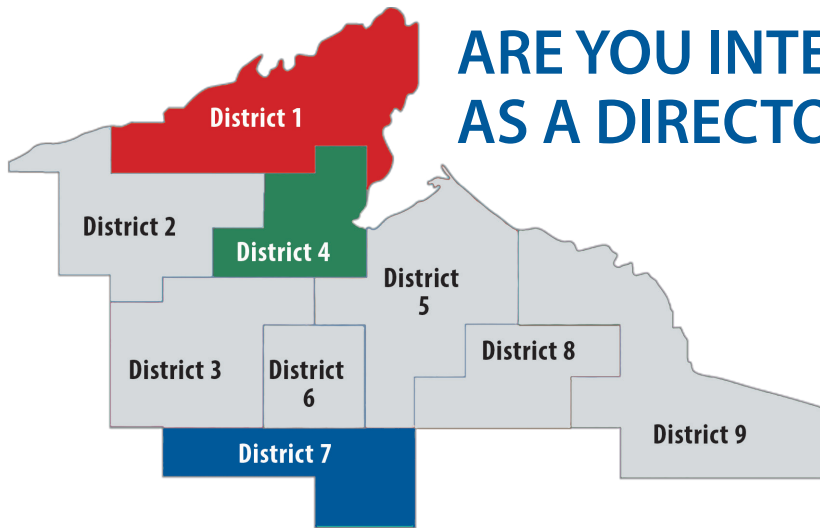 ARE YOU INTE
AS A DIRECTO
District 1
District 2
District 4
District
5
District 3
District
6
District 8
District 9
District 7